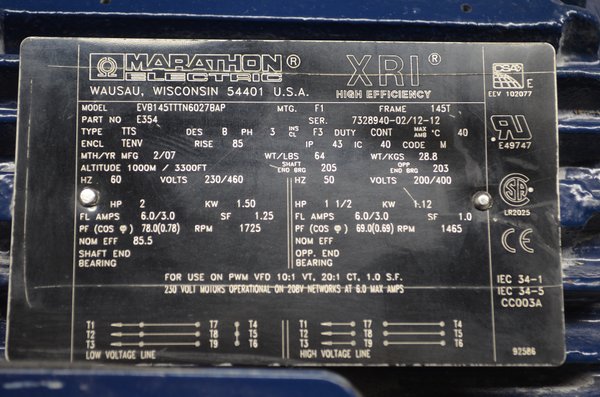 MARATHON® XRI®
ELECTRIC HIGH EFFICIENCY
WAUSAU, WISCONSIN 54401 U.S.A.
CSA® E
EEV 102077
MODEL EVB145TTTN6027BAP MTG. F1 FRAME 145T
PART NO E354 SER. 7328940-02/12-12
TYPE TTS DES B PH 3 INS CL F3 DUTY CONT MAX AMB °C 40
ENCL TENV RISE 85 IP 43 IC 40 CODE M
MTH/YR MFG 2/07 WT/LBS 64 WT/KGS 28.8
ALTITUDE 1000M / 3300FT SHAFT END BRG 205 OPP END BRG 203
HZ 60 VOLTS 230/460 HZ 50 VOLTS 200/400
HP 2 KW 1.50 HP 1 1/2 KW 1.12
FL AMPS 6.0/3.0 SF 1.25 FL AMPS 6.0/3.0 SF 1.0
PF (COS φ) 78.0(0.78) RPM 1725 PF (COS φ) 69.0(0.69) RPM 1465
NOM EFF 85.5 NOM EFF
SHAFT END BEARING OPP. END BEARING
FOR USE ON PWM VFD 10:1 VT, 20:1 CT, 1.0 S.F.
230 VOLT MOTORS OPERATIONAL ON 208V NETWORKS AT 6.0 MAX AMPS
E49747
LR2025
CE
IEC 34-1
IEC 34-5
CC003A
T1 T7 T4 T1 T7 T4
T2 T8 T5 T2 T8 T5
T3 T9 T6 T3 T9 T6
LOW VOLTAGE LINE HIGH VOLTAGE LINE 92586